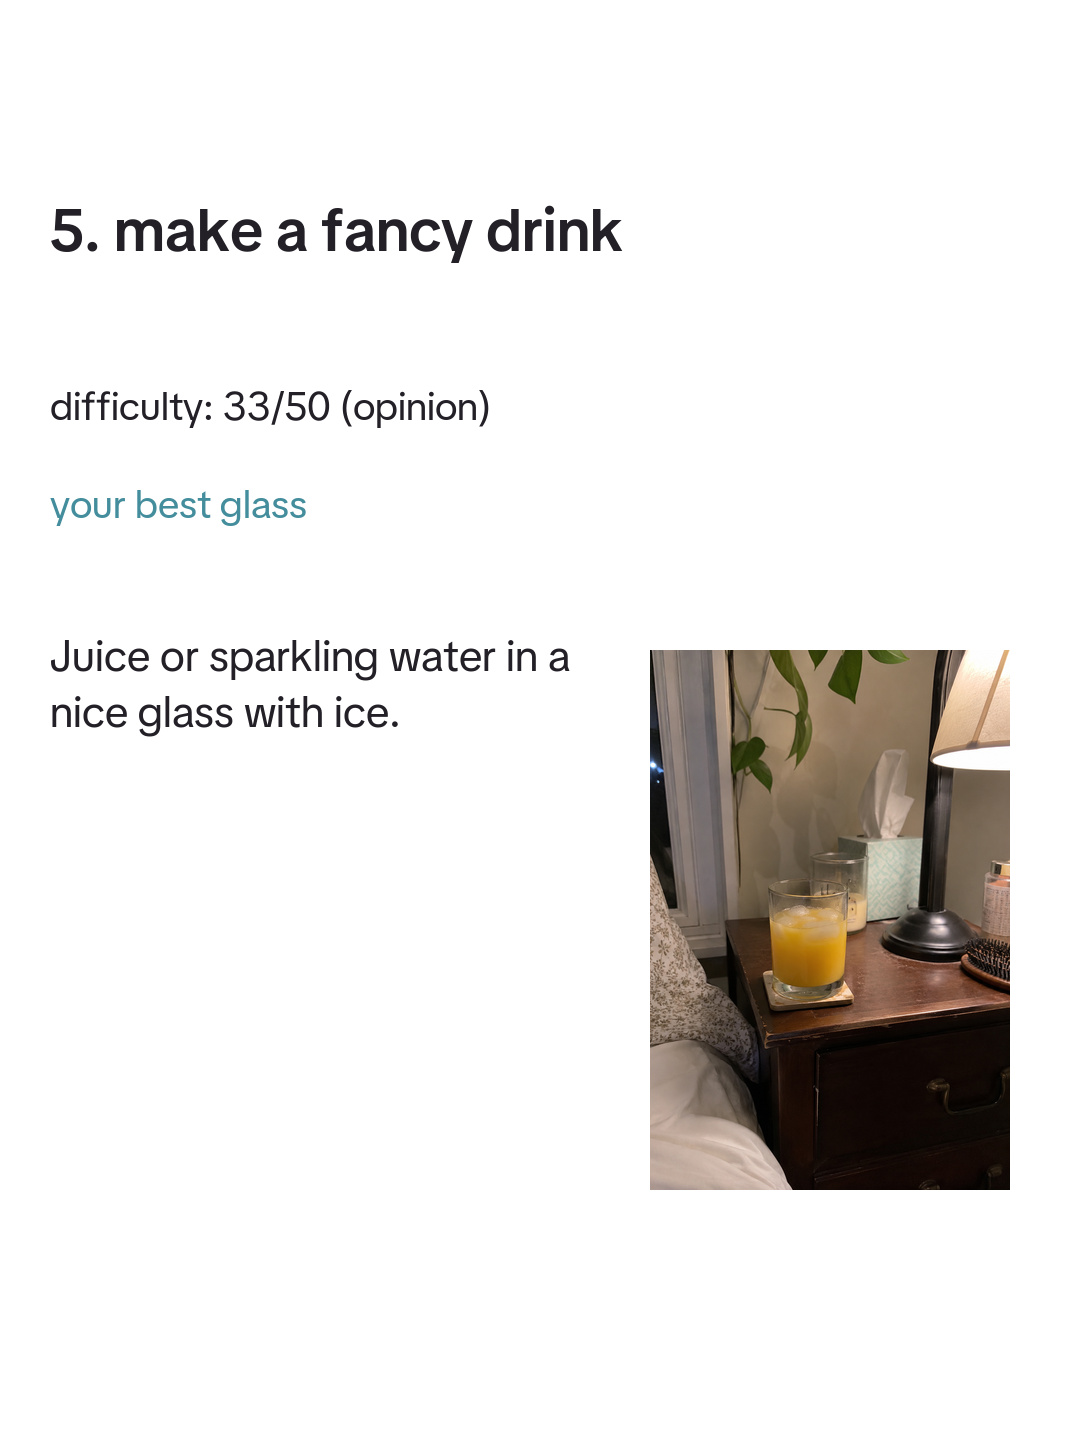 5. make a fancy drink
difficulty: 33/50 (opinion)
your best glass
Juice or sparkling water in a
nice glass with ice.